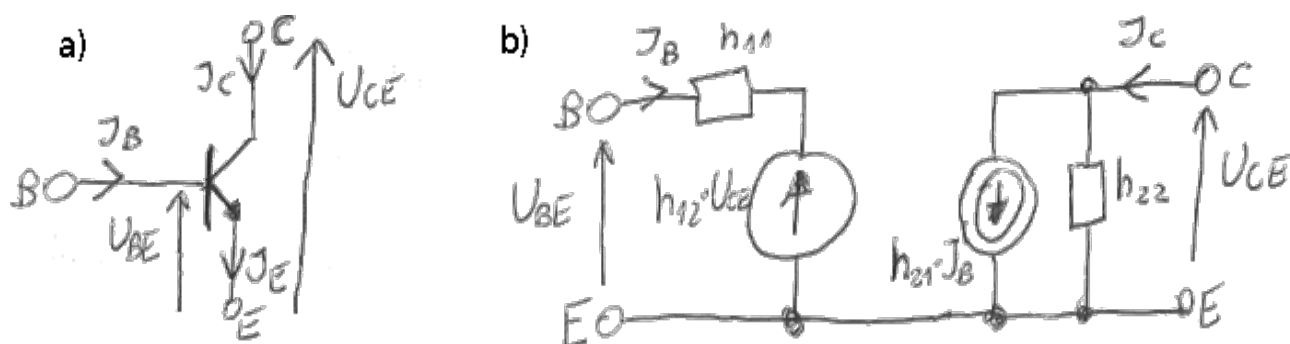 a)
C
I_C
U_CE
I_B
B
U_BE
I_E
E
b)
I_B
h_11
I_C
B
C
U_BE
h_12·U_CE
h_21·I_B
h_22
U_CE
E
E